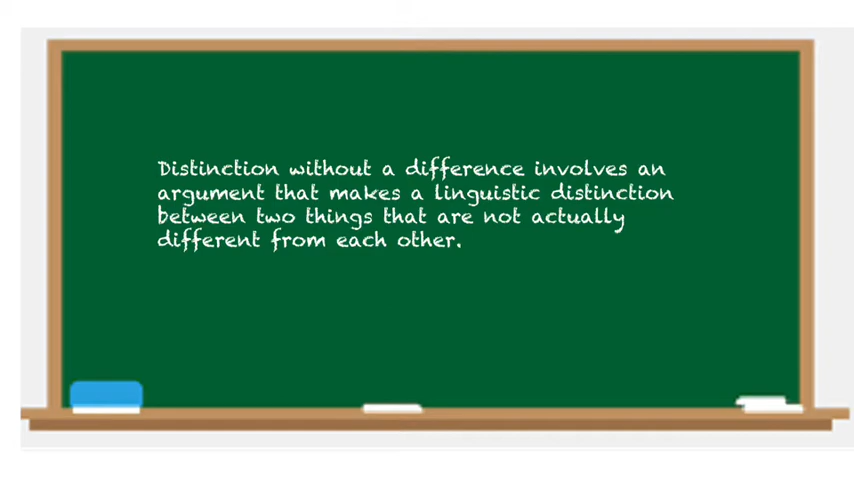 Distinction without a difference involves an
argument that makes a linguistic distinction
between two things that are not actually
different from each other.